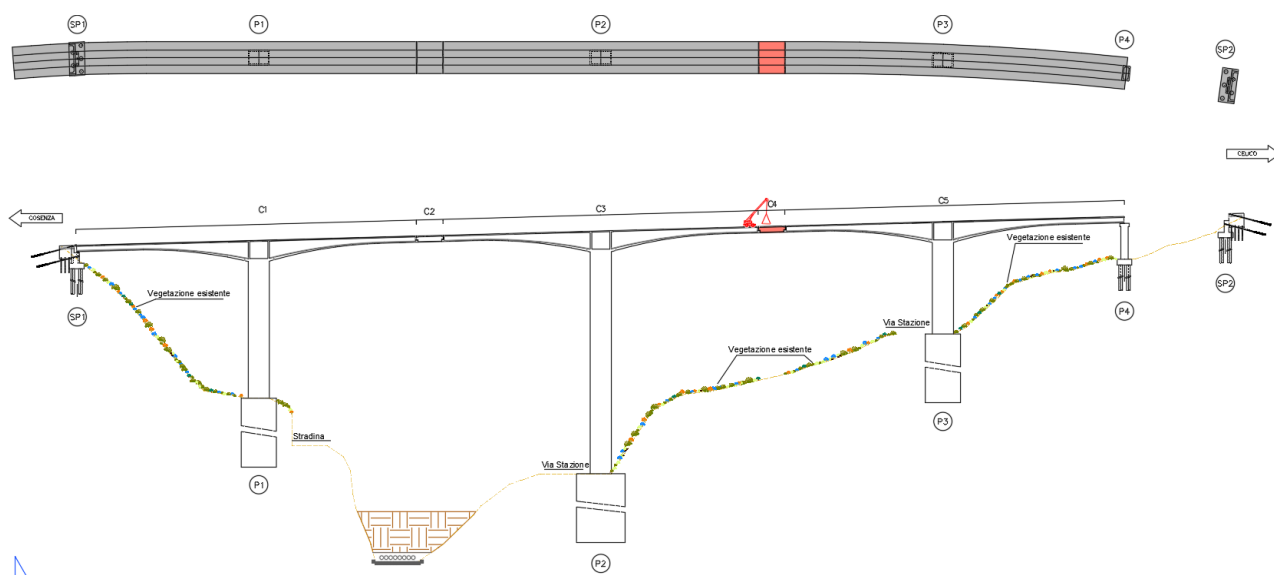 SP1
P1
P2
P3
P4
SP2
CELICO
COSENZA
C1
C2
C3
C4
C5
Vegetazione esistente
Vegetazione esistente
Via Stazione
Vegetazione esistente
Stradina
Via Stazione
SP1
P1
P2
P3
P4
SP2